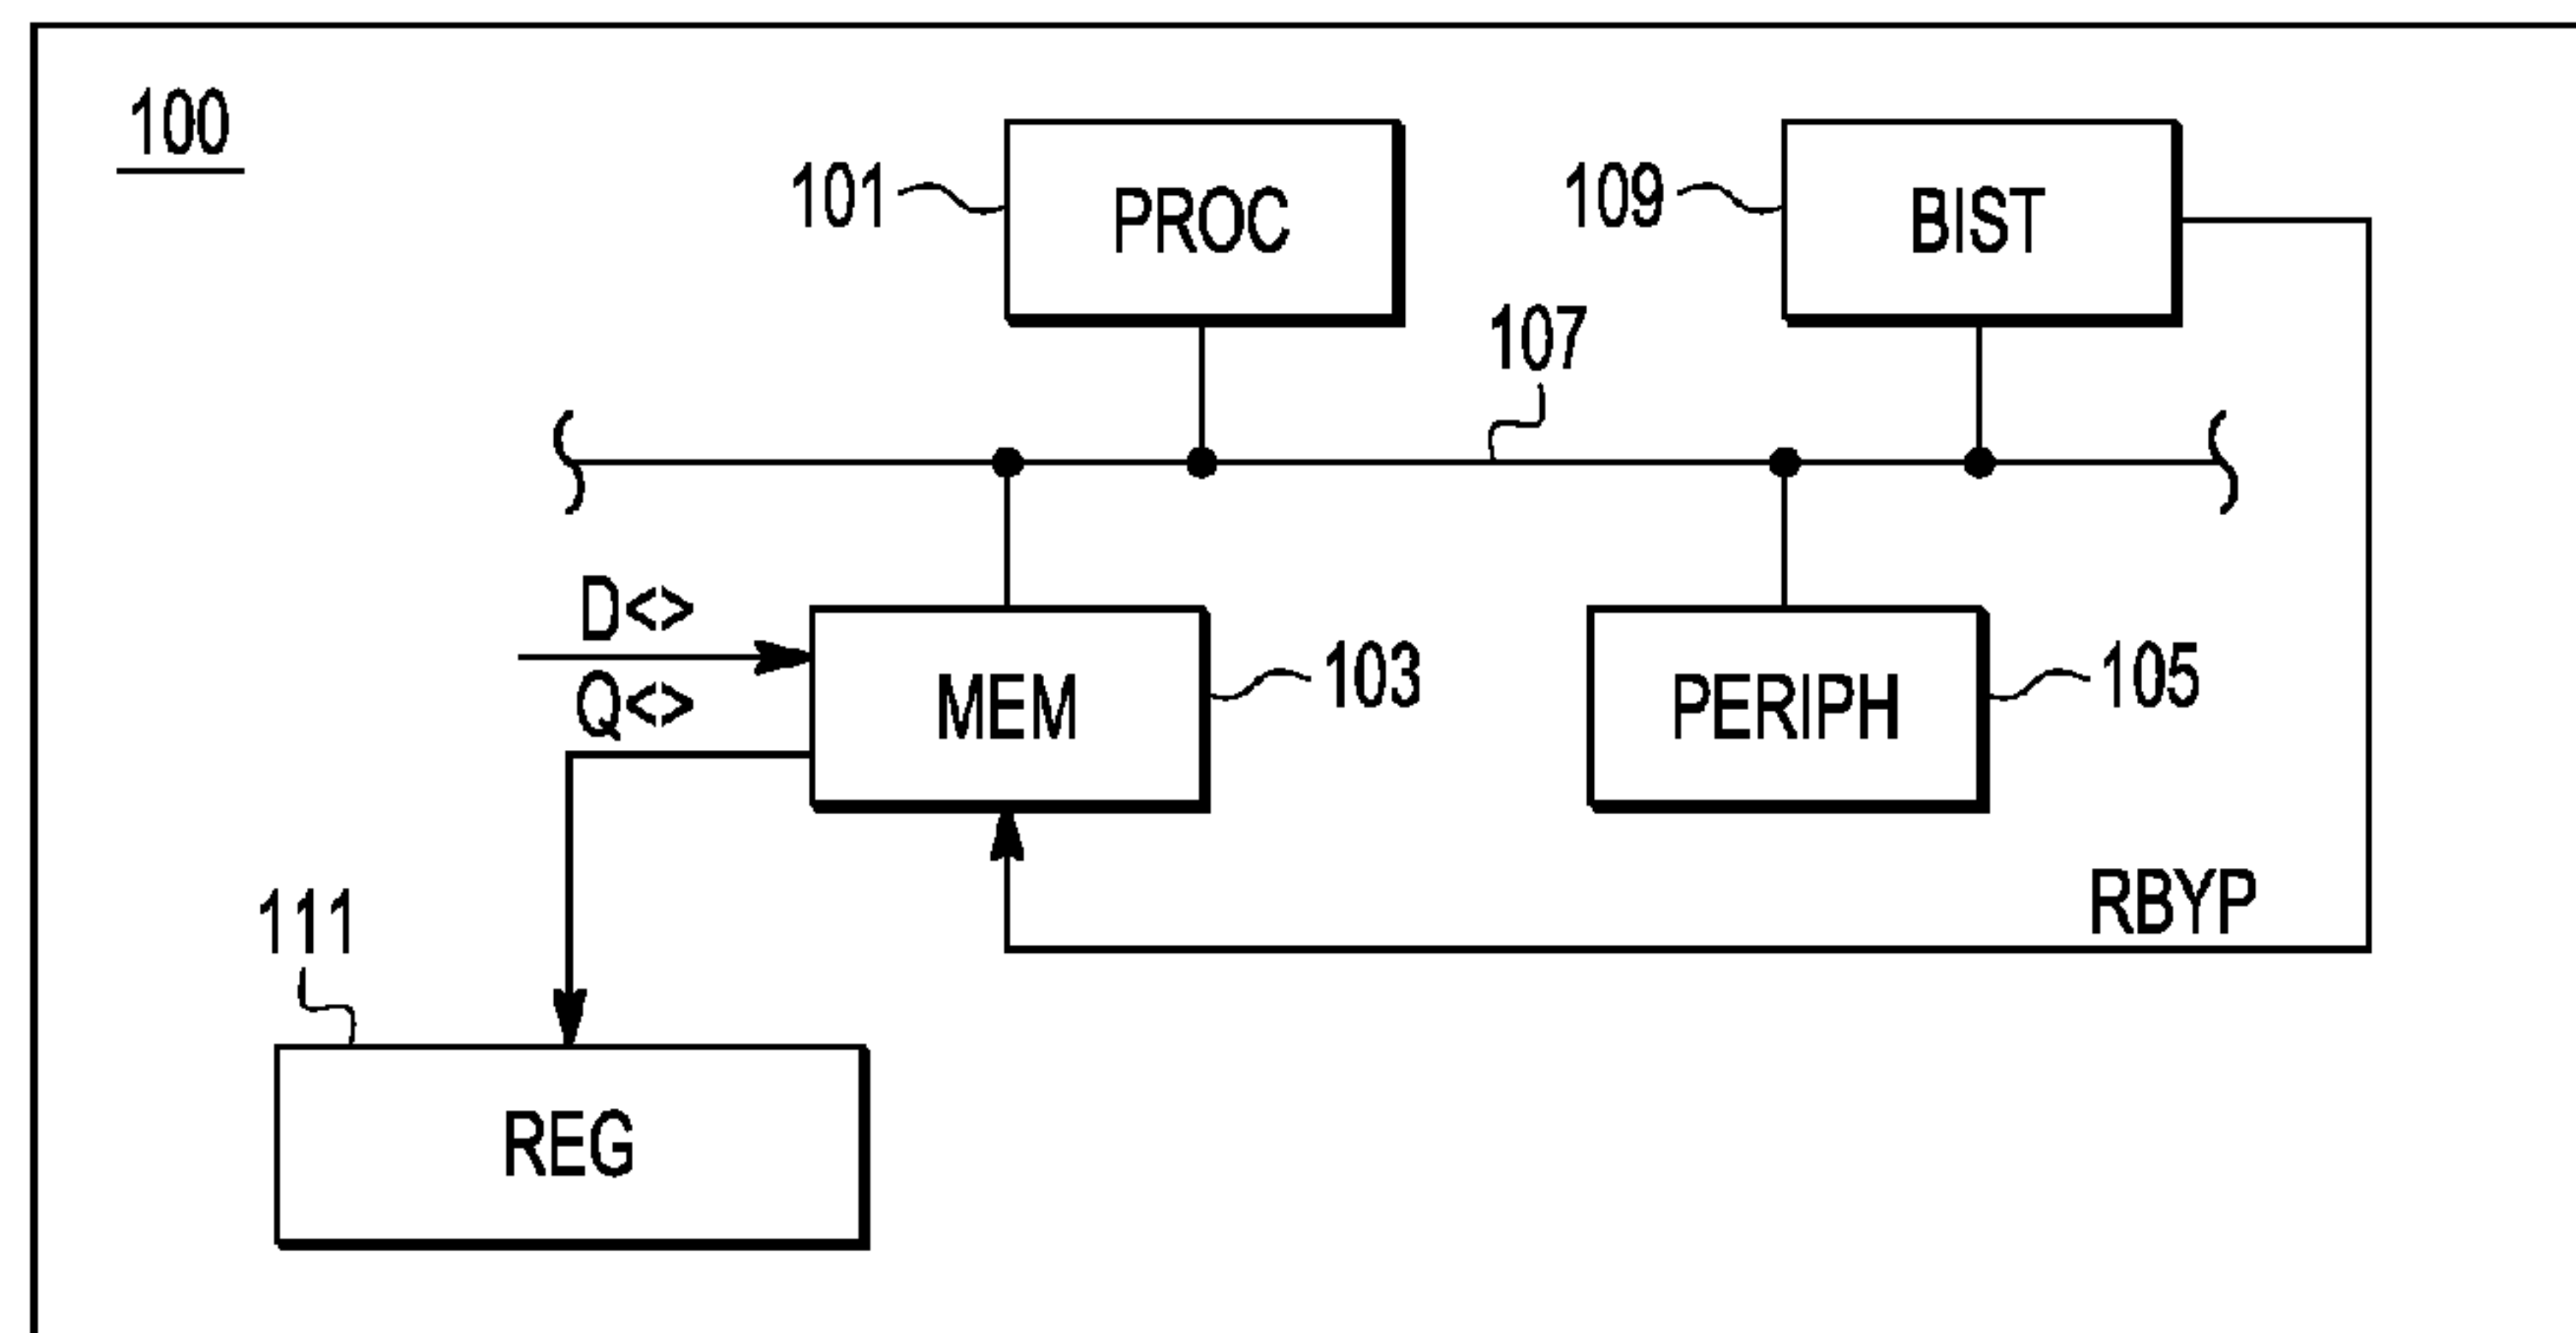 100
101
PROC
109
BIST
107
D<>
Q<>
MEM
103
PERIPH
105
RBYP
111
REG